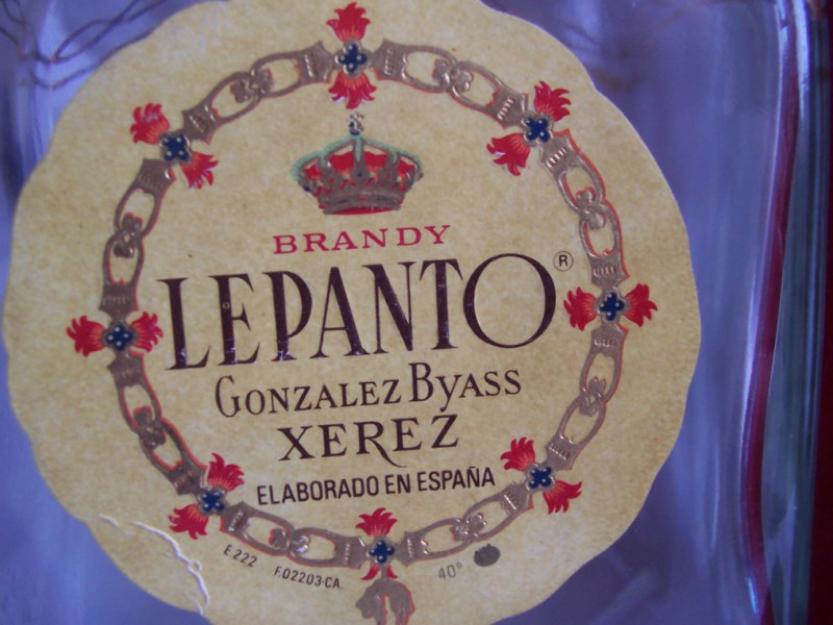 BRANDY
LEPANTO®
GONZALEZ BYASS
XEREZ
ELABORADO EN ESPAÑA
E.222 F.02203-CA 40°